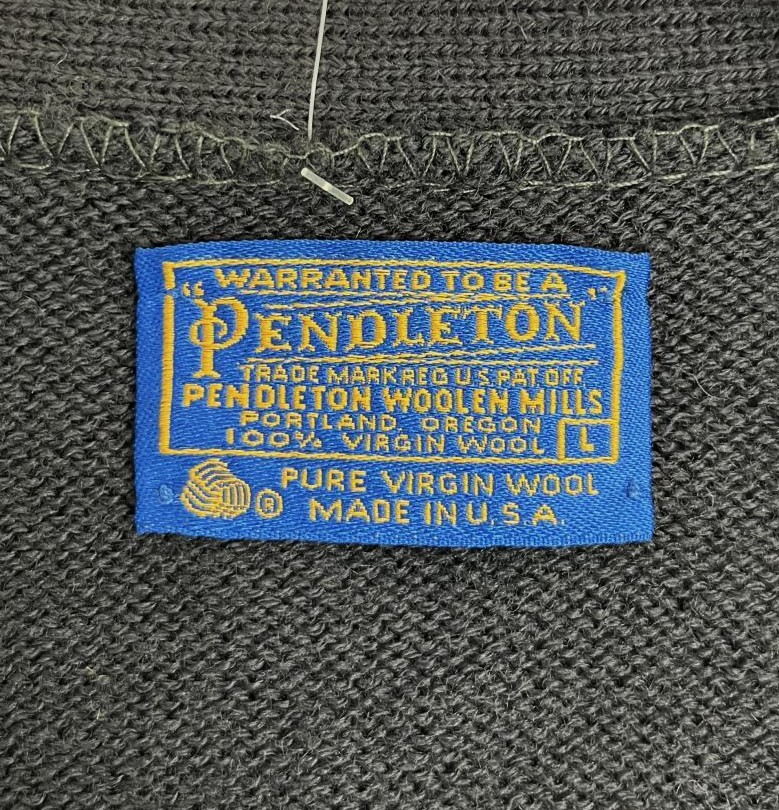 WARRANTED TO BE A
"PENDLETON"
TRADE MARK REG U.S. PAT. OFF.
PENDLETON WOOLEN MILLS
PORTLAND, OREGON
100% VIRGIN WOOL L
® PURE VIRGIN WOOL
MADE IN U.S.A.